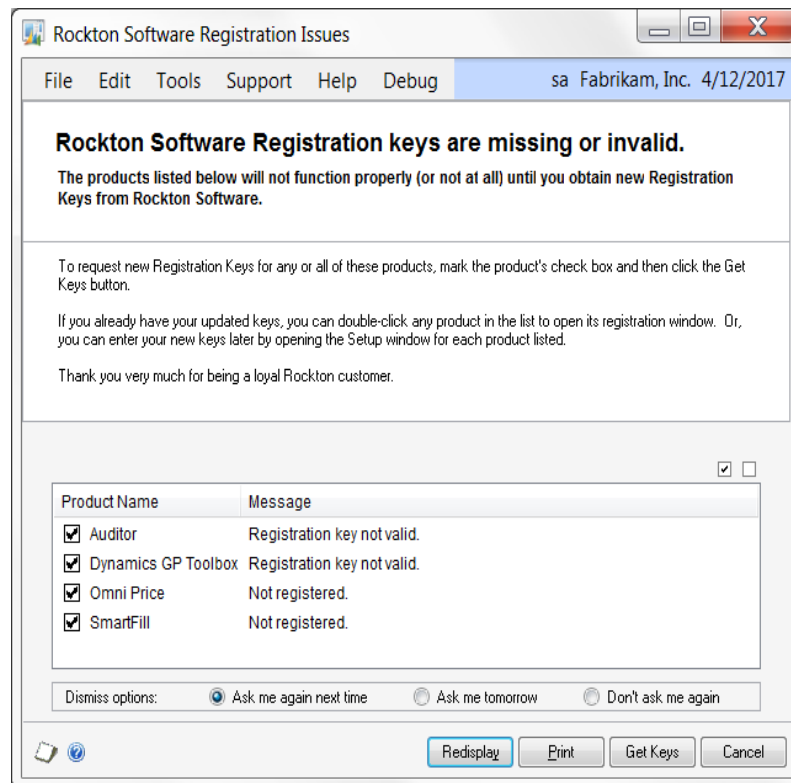 Rockton Software Registration Issues
File Edit Tools Support Help Debug sa Fabrikam, Inc. 4/12/2017
Rockton Software Registration keys are missing or invalid.
The products listed below will not function properly (or not at all) until you obtain new Registration
Keys from Rockton Software.
To request new Registration Keys for any or all of these products, mark the product's check box and then click the Get
Keys button.
If you already have your updated keys, you can double-click any product in the list to open its registration window. Or,
you can enter your new keys later by opening the Setup window for each product listed.
Thank you very much for being a loyal Rockton customer.
Product Name Message
Auditor Registration key not valid.
Dynamics GP Toolbox Registration key not valid.
Omni Price Not registered.
SmartFill Not registered.
Dismiss options: Ask me again next time Ask me tomorrow Don't ask me again
Redisplay Print Get Keys Cancel